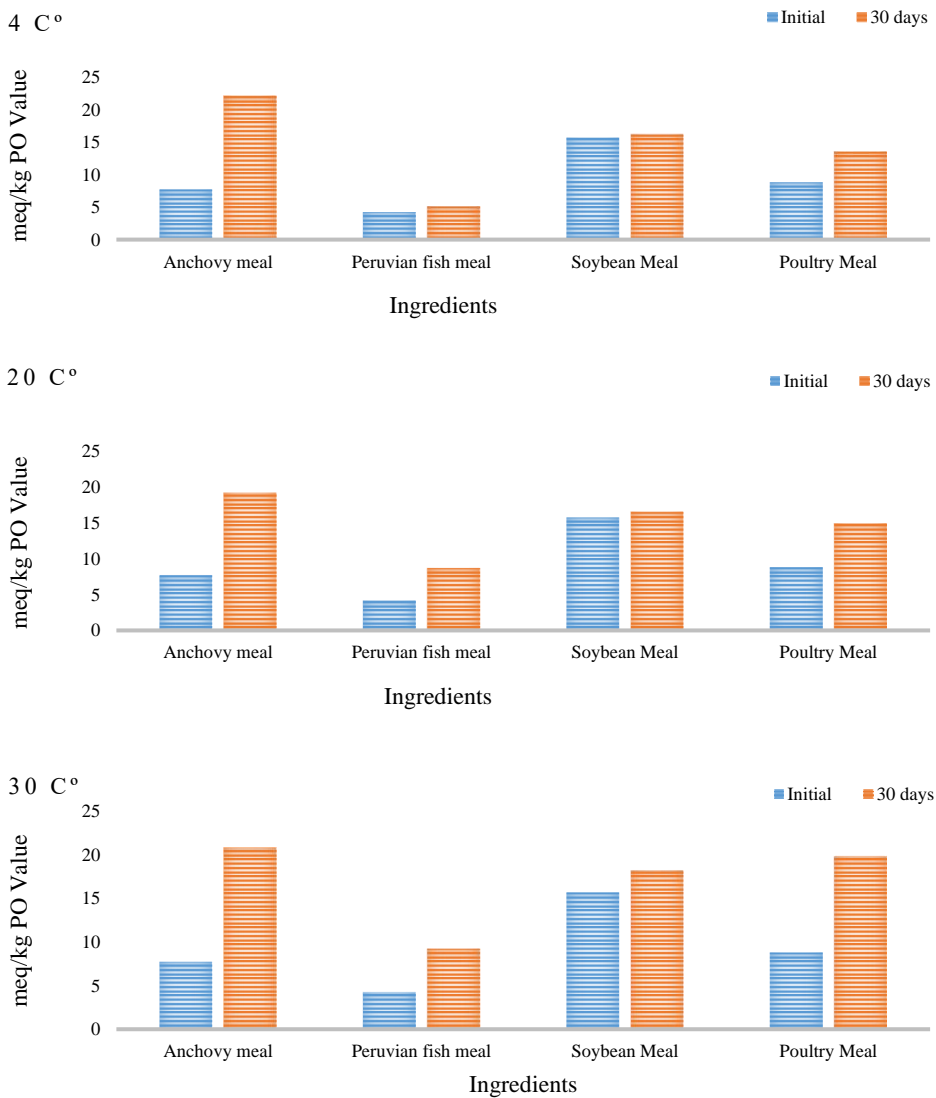 4 Cº
Initial 30 days
meq/kg PO Value
25
20
15
10
5
0
Anchovy meal Peruvian fish meal Soybean Meal Poultry Meal
Ingredients
20 Cº
Initial 30 days
meq/kg PO Value
25
20
15
10
5
0
Anchovy meal Peruvian fish meal Soybean Meal Poultry Meal
Ingredients
30 Cº
Initial 30 days
meq/kg PO Value
25
20
15
10
5
0
Anchovy meal Peruvian fish meal Soybean Meal Poultry Meal
Ingredients